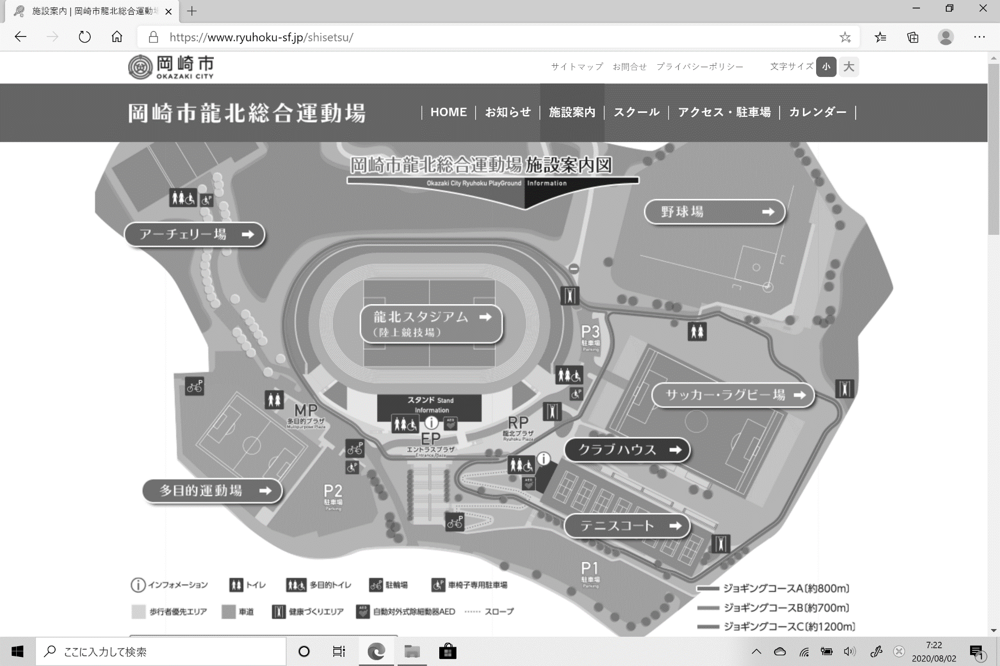 施設案内 | 岡崎市龍北総合運動
https://www.ryuhoku-sf.jp/shisetsu/
岡崎市
OKAZAKI CITY
サイトマップ お問合せ プライバシーポリシー 文字サイズ 小 大
岡崎市龍北総合運動場
HOME お知らせ 施設案内 スクール アクセス・駐車場 カレンダー
岡崎市龍北総合運動場 施設案内図
Okazaki City Ryuhoku PlayGround Information
野球場
アーチェリー場
龍北スタジアム
（陸上競技場）
P3
駐車場
Parking
サッカー・ラグビー場
スタンド Stand
Information
MP
多目的プラザ
Multipurpose Plaza
RP
龍北プラザ
Ryuhoku Plaza
EP
エントラスプラザ
Entrance Plaza
クラブハウス
AED
AED
多目的運動場
P2
駐車場
Parking
テニスコート
P1
駐車場
Parking
インフォメーション トイレ 多目的トイレ 駐輪場 車椅子専用駐車場
歩行者優先エリア 車道 健康づくりエリア 自動対外式除細動器AED スロープ
ジョギングコースA〔約800m〕
ジョギングコースB〔約700m〕
ジョギングコースC〔約1200m〕
ここに入力して検索
7:22
2020/08/02
1